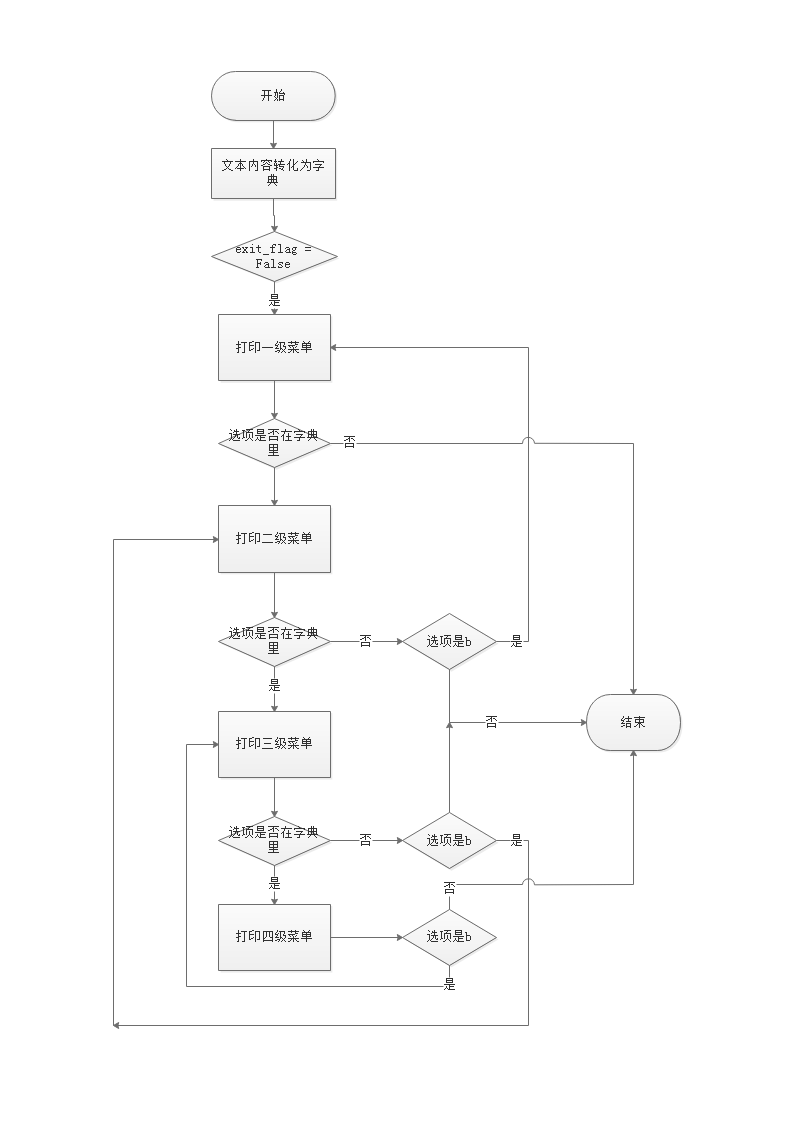 开始
文本内容转化为字
典
exit_flag =
False
是
打印一级菜单
选项是否在字典
里
否
打印二级菜单
选项是否在字典
里
否
选项是b
是
是
打印三级菜单
否
结束
选项是否在字典
里
否
选项是b
是
是
否
打印四级菜单
选项是b
是